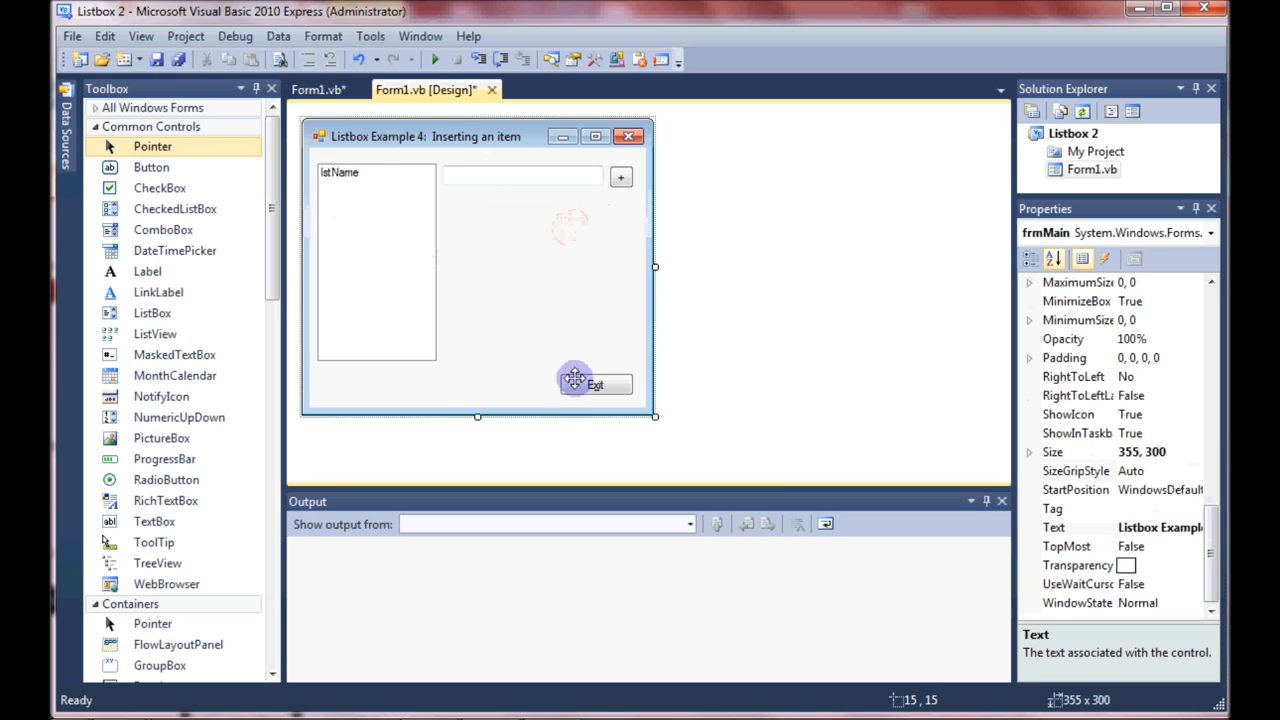 Listbox 2 - Microsoft Visual Basic 2010 Express (Administrator)
File Edit View Project Debug Data Format Tools Window Help
Data Sources
Toolbox
All Windows Forms
Common Controls
Pointer
Button
CheckBox
CheckedListBox
ComboBox
DateTimePicker
Label
LinkLabel
ListBox
ListView
MaskedTextBox
MonthCalendar
NotifyIcon
NumericUpDown
PictureBox
ProgressBar
RadioButton
RichTextBox
TextBox
ToolTip
TreeView
WebBrowser
Containers
Pointer
FlowLayoutPanel
GroupBox
Form1.vb* Form1.vb [Design]*
Listbox Example 4: Inserting an item
lstName
+
Exit
Output
Show output from:
Solution Explorer
Listbox 2
My Project
Form1.vb
Properties
frmMain System.Windows.Forms.
MaximumSize 0, 0
MinimizeBox True
MinimumSize 0, 0
Opacity 100%
Padding 0, 0, 0, 0
RightToLeft No
RightToLeftLa False
ShowIcon True
ShowInTaskb True
Size 355, 300
SizeGripStyle Auto
StartPosition WindowsDefault
Tag
Text Listbox Example
TopMost False
Transparency
UseWaitCurso False
WindowState Normal
Text
The text associated with the control.
Ready 15 , 15 355 x 300